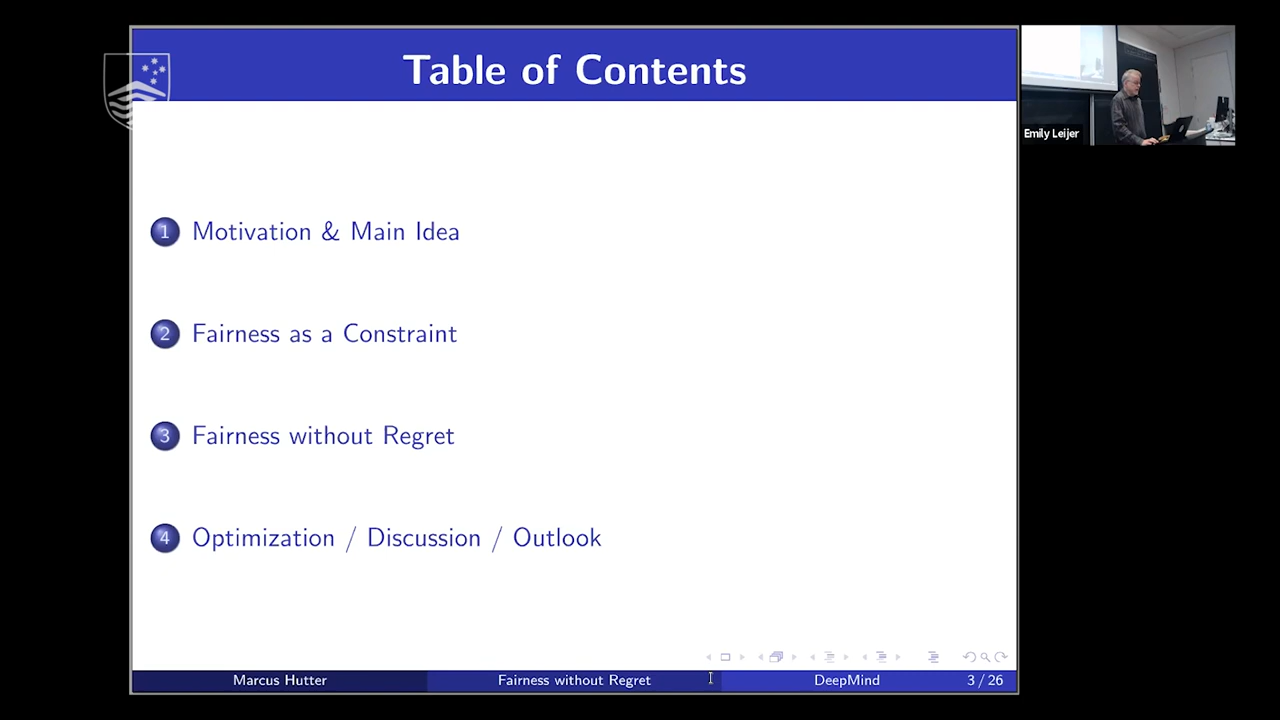 Table of Contents
Emily Leijer
1 Motivation & Main Idea
2 Fairness as a Constraint
3 Fairness without Regret
4 Optimization / Discussion / Outlook
Marcus Hutter Fairness without Regret DeepMind 3 / 26